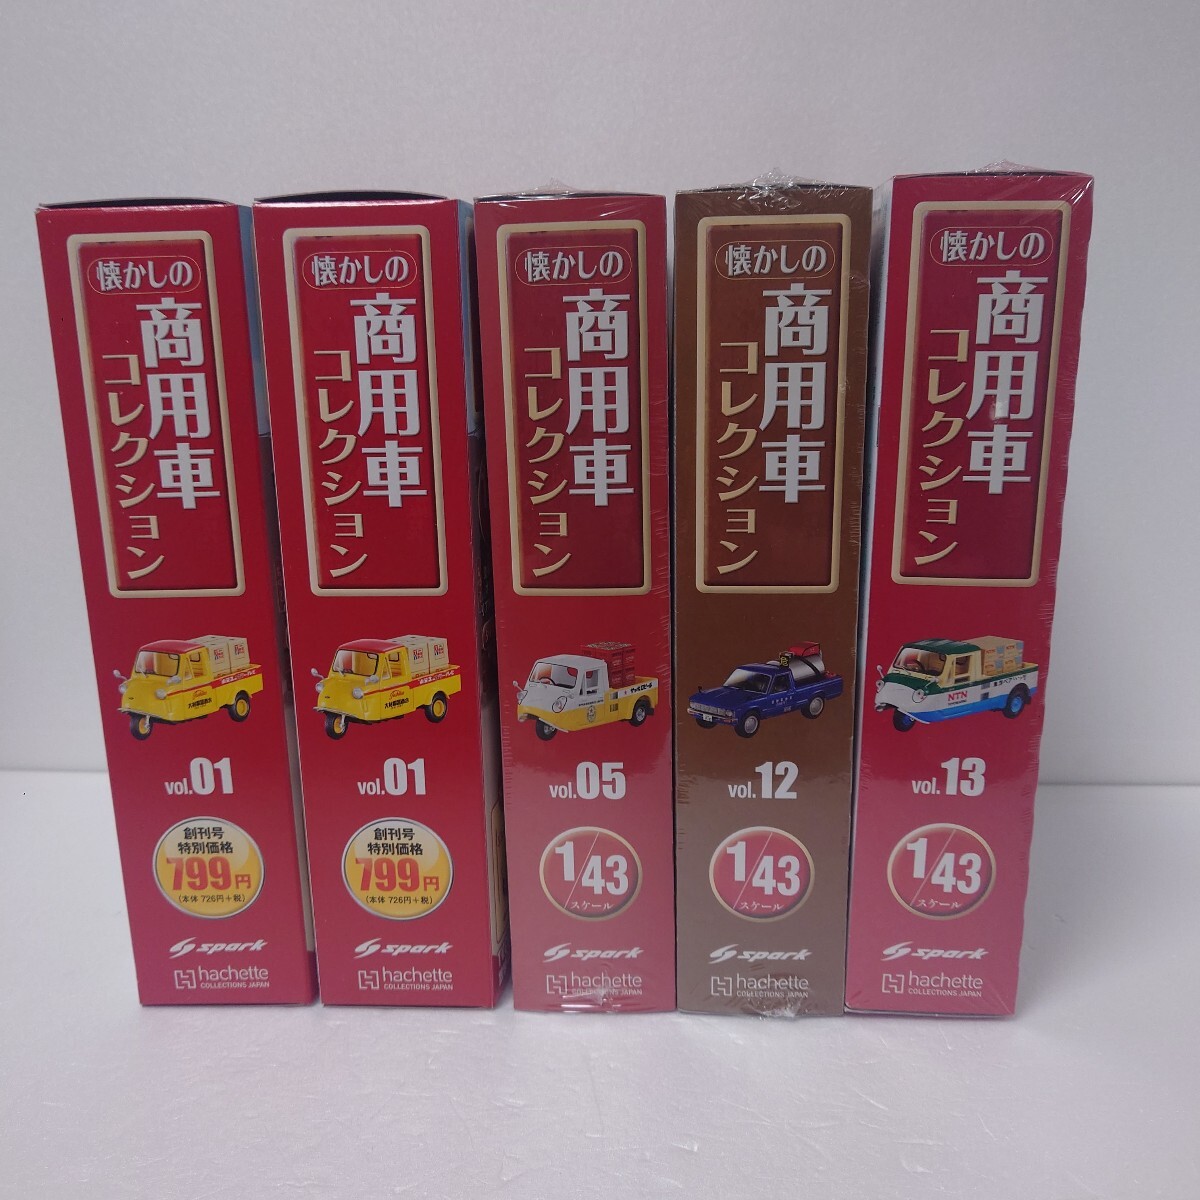 懐かしの
商用車
コレクション
vol.01
創刊号
特別価格
799円
(本体 726円+税)
spark
hachette
COLLECTIONS JAPAN
懐かしの
商用車
コレクション
vol.01
創刊号
特別価格
799円
(本体 726円+税)
spark
hachette
COLLECTIONS JAPAN
懐かしの
商用車
コレクション
vol.05
1/43
スケール
spark
hachette
COLLECTIONS JAPAN
懐かしの
商用車
コレクション
vol.12
1/43
スケール
spark
hachette
COLLECTIONS JAPAN
懐かしの
商用車
コレクション
NTN
vol.13
1/43
スケール
spark
hachette
COLLECTIONS JAPAN